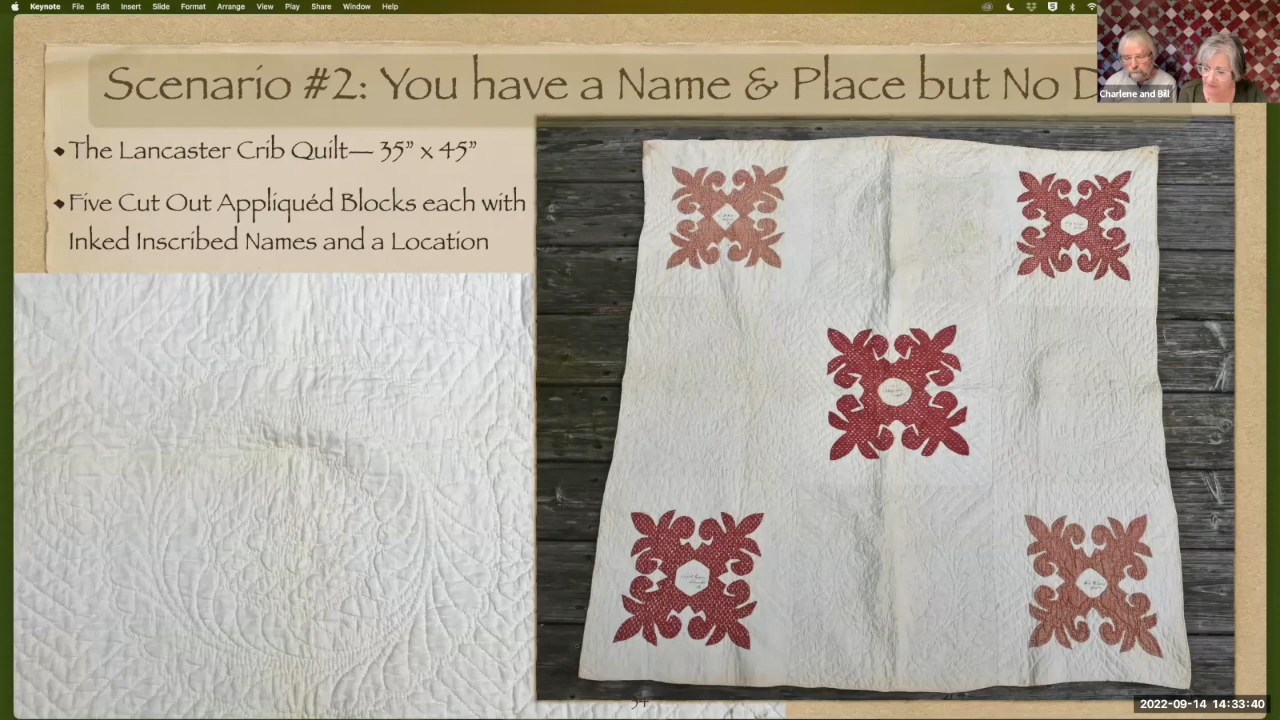 Keynote File Edit Insert Slide Format Arrange View Play Share Window Help
Scenario #2: You have a Name & Place but No D
Charlene and Bill
The Lancaster Crib Quilt— 35” x 45”
Five Cut Out Appliquéd Blocks each with
Inked Inscribed Names and a Location
2022-09-14 14:33:40